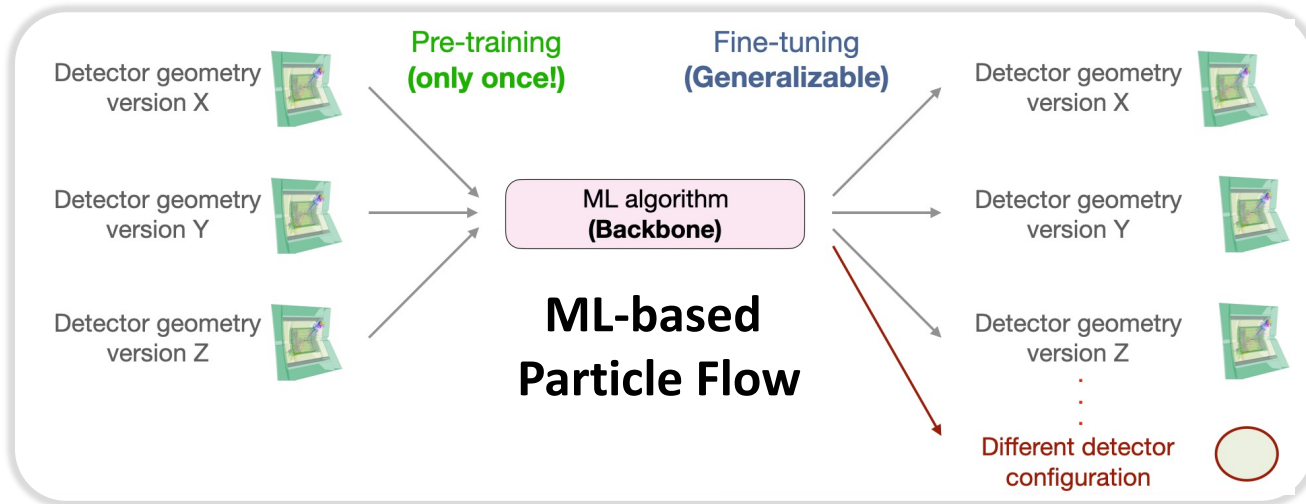 Pre-training
(only once!)
Fine-tuning
(Generalizable)
Detector geometry
version X
Detector geometry
version Y
Detector geometry
version Z
ML algorithm
(Backbone)
ML-based
Particle Flow
Detector geometry
version X
Detector geometry
version Y
Detector geometry
version Z
Different detector
configuration